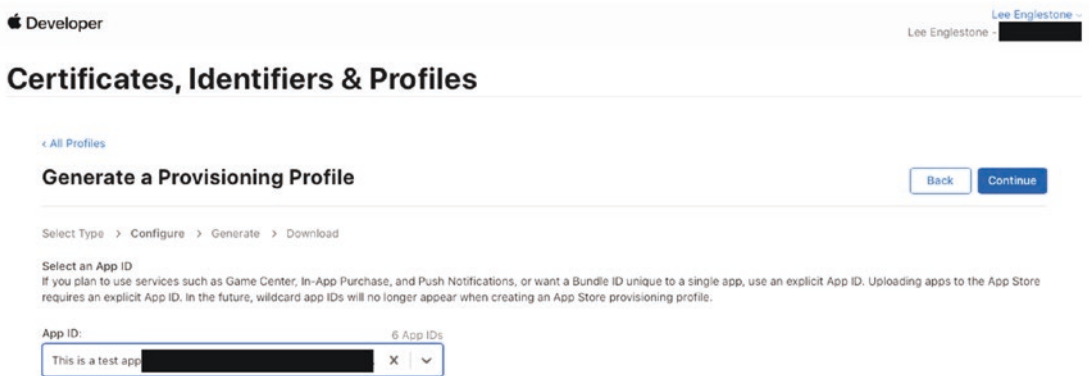 Developer
Lee Englestone
Lee Englestone -
Certificates, Identifiers & Profiles
< All Profiles
Generate a Provisioning Profile
Back
Continue
Select Type > Configure > Generate > Download
Select an App ID
If you plan to use services such as Game Center, In-App Purchase, and Push Notifications, or want a Bundle ID unique to a single app, use an explicit App ID. Uploading apps to the App Store
requires an explicit App ID. In the future, wildcard app IDs will no longer appear when creating an App Store provisioning profile.
App ID:
6 App IDs
This is a test app